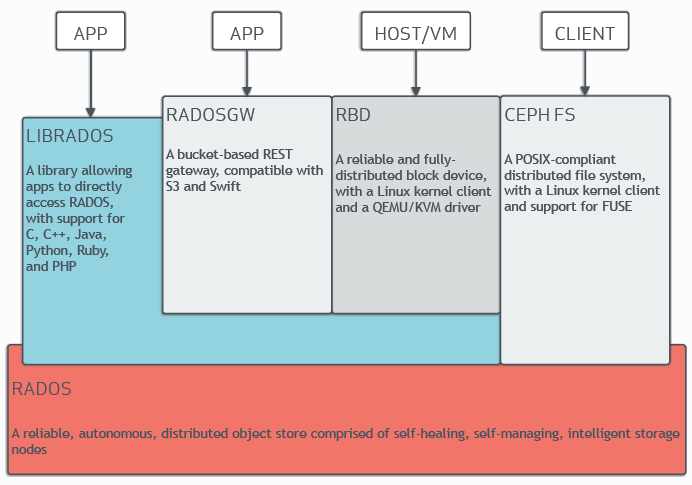 APP
APP
HOST/VM
CLIENT
LIBRADOS
A library allowing
apps to directly
access RADOS,
with support for
C, C++, Java,
Python, Ruby,
and PHP
RADOSGW
A bucket-based REST
gateway, compatible with
S3 and Swift
RBD
A reliable and fully-
distributed block device,
with a Linux kernel client
and a QEMU/KVM driver
CEPH FS
A POSIX-compliant
distributed file system,
with a Linux kernel client
and support for FUSE
RADOS
A reliable, autonomous, distributed object store comprised of self-healing, self-managing, intelligent storage
nodes